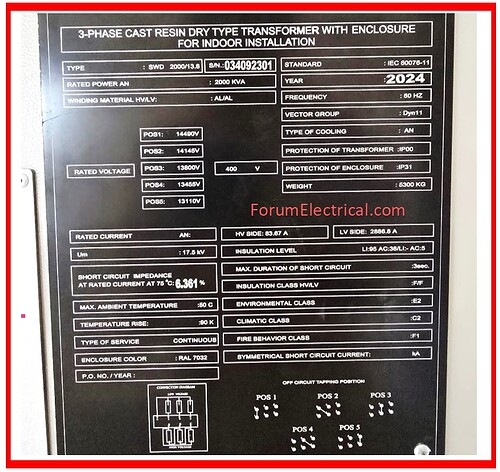 3-PHASE CAST RESIN DRY TYPE TRANSFORMER WITH ENCLOSURE
FOR INDOOR INSTALLATION
TYPE : SWD 2000/13.8 S/N.:034092301
RATED POWER AN : 2000 KVA
WINDING MATERIAL HV/LV: : AL/AL
STANDARD : IEC 60076-11
YEAR :2024
FREQUENCY : 60 HZ
VECTOR GROUP : Dyn11
TYPE OF COOLING : AN
PROTECTION OF TRANSFORMER :IP00
PROTECTION OF ENCLOSURE :IP31
WEIGHT :5300 KG
RATED VOLTAGE
POS1: 14490V
POS2: 14145V
POS3: 13800V
POS4: 13455V
POS5: 13110V
400 V
ForumElectrical.com
RATED CURRENT AN:
HV SIDE: 83.67 A
LV SIDE: 2886.8 A
Um :17.5 kV
SHORT CIRCUIT IMPEDANCE
AT RATED CURRENT AT 75 °C: 6.361 %
MAX. AMBIENT TEMPERATURE :50 C
TEMPERATURE RISE: :90 K
TYPE OF SERVICE CONTINUOUS
ENCLOSURE COLOR : RAL 7032
P.O. NO. / YEAR :
INSULATION LEVEL LI:95 AC:38/LI:- AC:5
MAX. DURATION OF SHORT CIRCUIT :3sec.
INSULATION CLASS HV/LV :F/F
ENVIRONMENTAL CLASS :E2
CLIMATIC CLASS :C2
FIRE BEHAVIOR CLASS :F1
SYMMETRICAL SHORT CIRCUIT CURRENT: kA
CONNECTION DIAGRAM
LOW VOLTAGE
HIGH VOLTAGE
OFF CIRCUIT TAPPING POSITION
POS 1 POS 2 POS 3
POS 4 POS 5